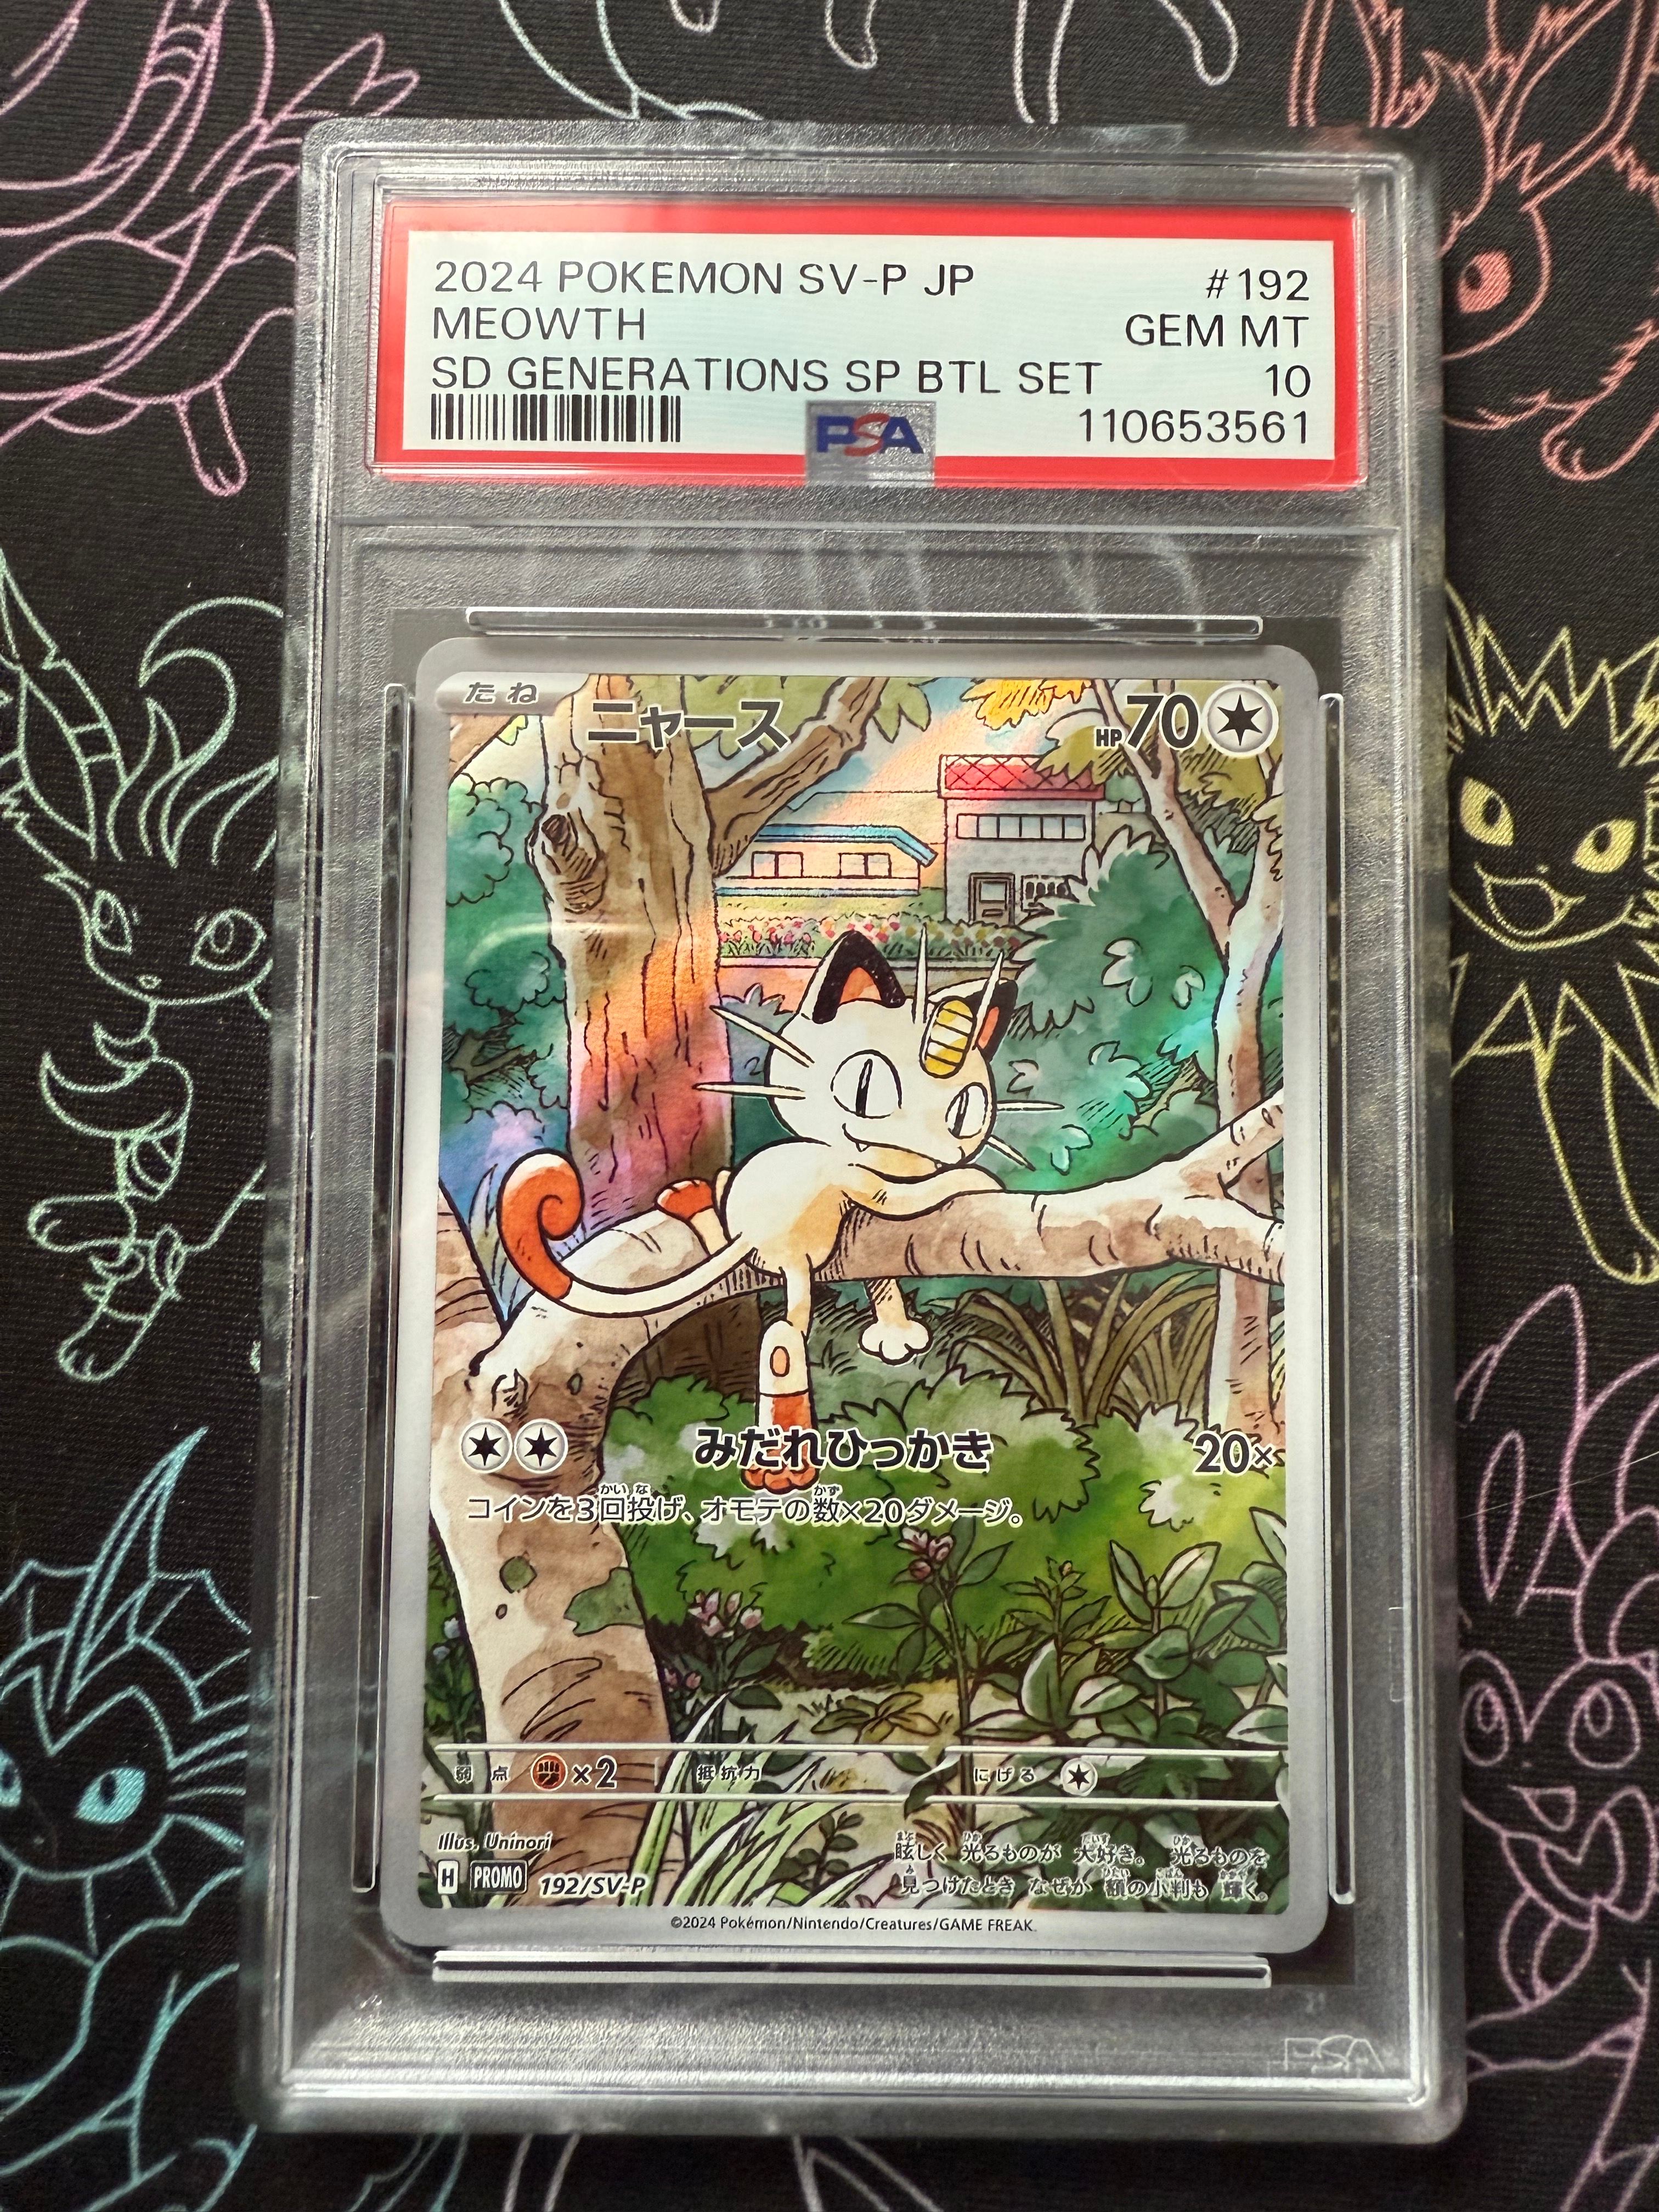 2024 POKEMON SV-P JP #192
MEOWTH GEM MT
SD GENERATIONS SP BTL SET 10
PSA 110653561
たね ニャース HP70
みだれひっかき 20×
コインを3回投げ、オモテの数×20ダメージ。
弱点 ×2 抵抗力 にげる
Illus. Uninori
H PROMO 192/SV-P
眩しく 光るものが 大好き。 光るものを
見つけたとき なぜか 額の小判も 輝く。
©2024 Pokémon/Nintendo/Creatures/GAME FREAK.
PSA